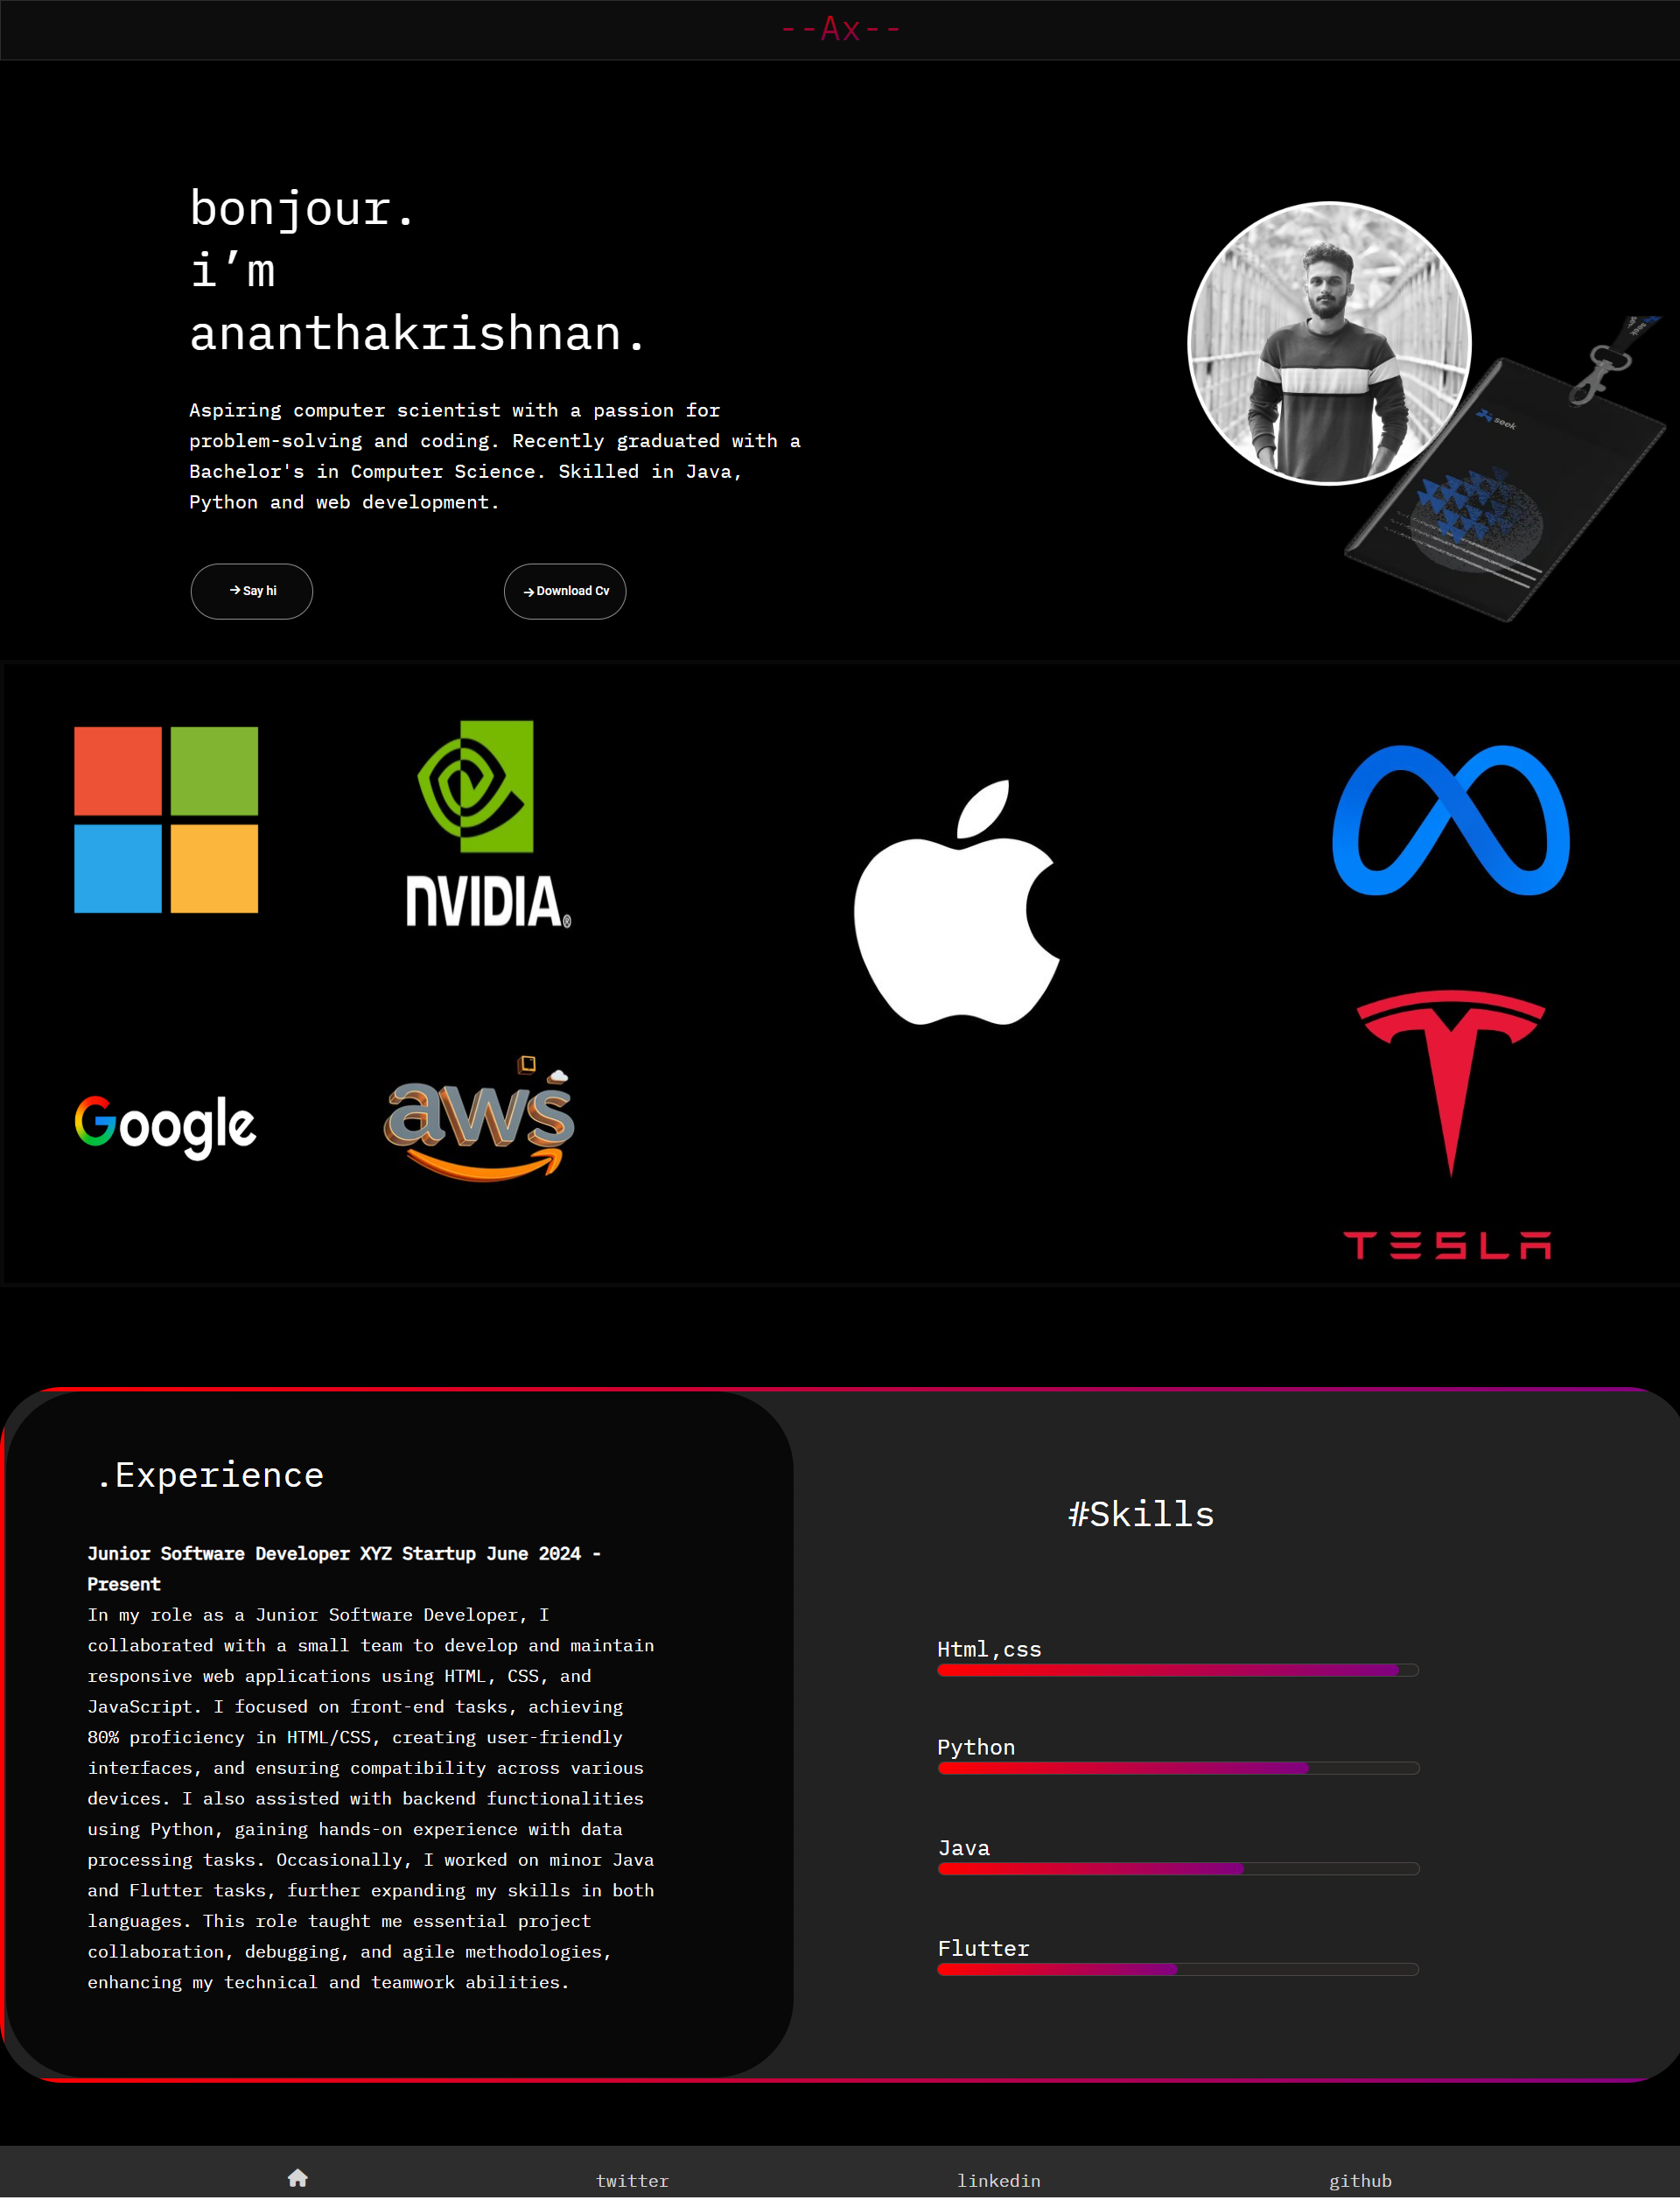 --Ax--
bonjour.
i’m
ananthakrishnan.
Aspiring computer scientist with a passion for
problem-solving and coding. Recently graduated with a
Bachelor's in Computer Science. Skilled in Java,
Python and web development.
Say hi
Download Cv
seek
NVIDIA®
Google
aws
TESLA
.Experience
Junior Software Developer XYZ Startup June 2024 -
Present
In my role as a Junior Software Developer, I
collaborated with a small team to develop and maintain
responsive web applications using HTML, CSS, and
JavaScript. I focused on front-end tasks, achieving
80% proficiency in HTML/CSS, creating user-friendly
interfaces, and ensuring compatibility across various
devices. I also assisted with backend functionalities
using Python, gaining hands-on experience with data
processing tasks. Occasionally, I worked on minor Java
and Flutter tasks, further expanding my skills in both
languages. This role taught me essential project
collaboration, debugging, and agile methodologies,
enhancing my technical and teamwork abilities.
#Skills
Html,css
Python
Java
Flutter
twitter
linkedin
github